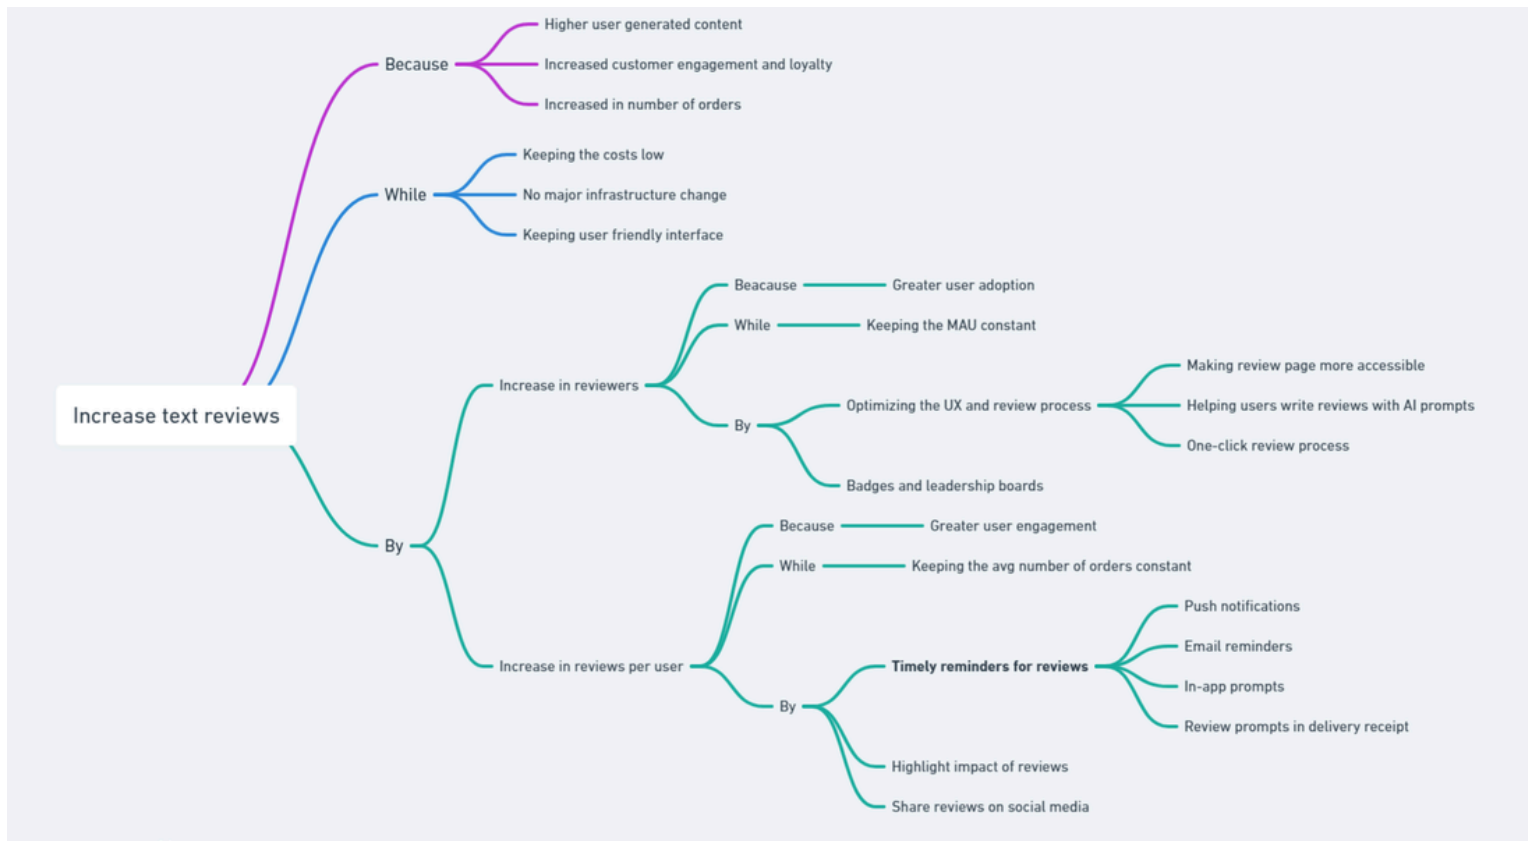 Increase text reviews
Because
Higher user generated content
Increased customer engagement and loyalty
Increased in number of orders
While
Keeping the costs low
No major infrastructure change
Keeping user friendly interface
By
Increase in reviewers
Beacause
Greater user adoption
While
Keeping the MAU constant
By
Optimizing the UX and review process
Making review page more accessible
Helping users write reviews with AI prompts
One-click review process
Badges and leadership boards
Increase in reviews per user
Because
Greater user engagement
While
Keeping the avg number of orders constant
By
Timely reminders for reviews
Push notifications
Email reminders
In-app prompts
Review prompts in delivery receipt
Highlight impact of reviews
Share reviews on social media